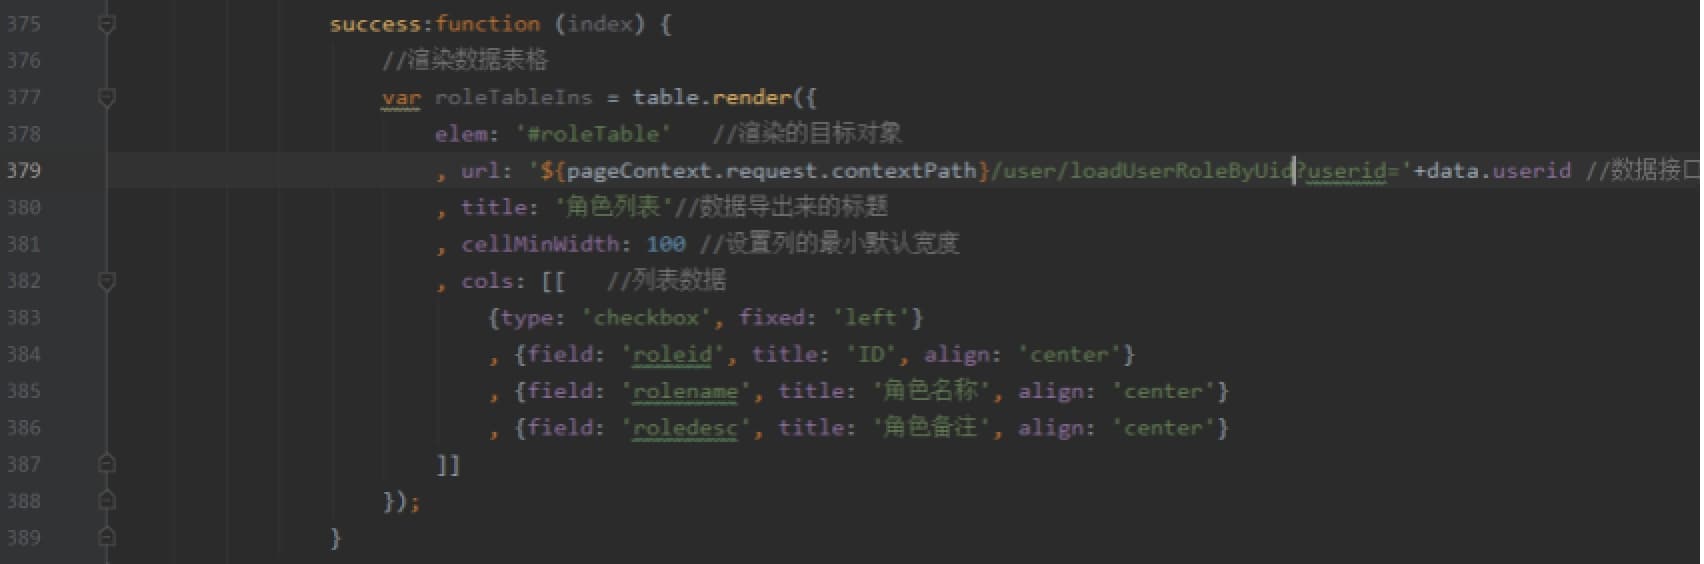 375 success:function (index) {
376 //渲染数据表格
377 var roleTableIns = table.render({
378 elem: '#roleTable' //渲染的目标对象
379 , url: '${pageContext.request.contextPath}/user/loadUserRoleByUid?userid='+data.userid //数据接口
380 , title: '角色列表'//数据导出来的标题
381 , cellMinWidth: 100 //设置列的最小默认宽度
382 , cols: [[ //列表数据
383 {type: 'checkbox', fixed: 'left'}
384 , {field: 'roleid', title: 'ID', align: 'center'}
385 , {field: 'rolename', title: '角色名称', align: 'center'}
386 , {field: 'roledesc', title: '角色备注', align: 'center'}
387 ]]
388 });
389 }